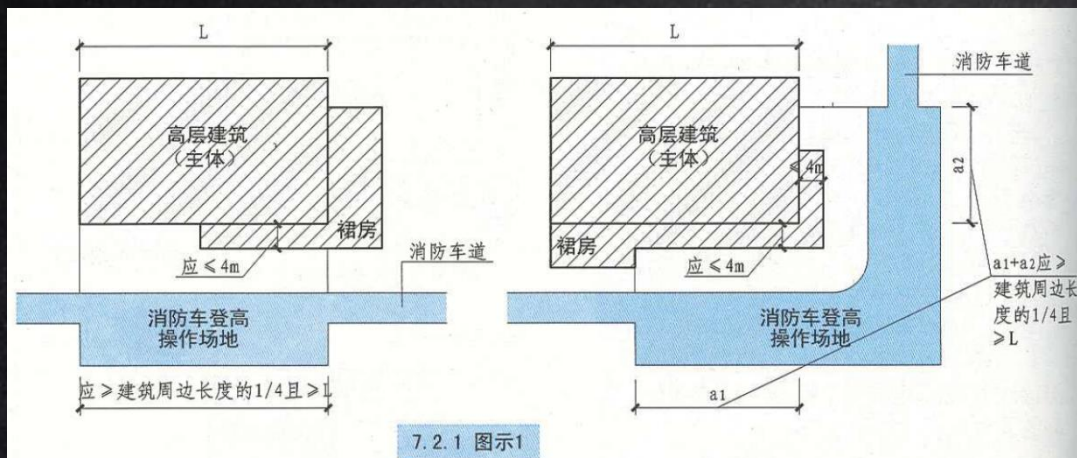 L
高层建筑
（主体）
裙房
应≤4m
消防车道
消防车登高
操作场地
应≥建筑周边长度的1/4且≥L
L
消防车道
高层建筑
（主体）
≤4m
a2
裙房
应≤4m
a1+a2应≥
建筑周边长
度的1/4且
≥L
消防车登高
操作场地
a1
7.2.1 图示1